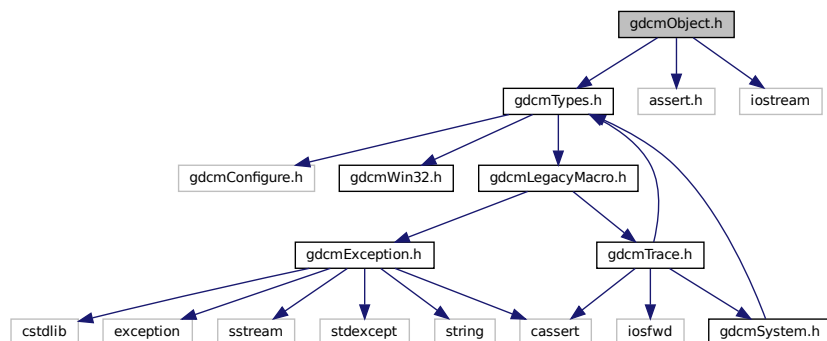 gdcmObject.h
gdcmTypes.h
assert.h
iostream
gdcmConfigure.h
gdcmWin32.h
gdcmLegacyMacro.h
gdcmException.h
gdcmTrace.h
cstdlib
exception
sstream
stdexcept
string
cassert
iosfwd
gdcmSystem.h